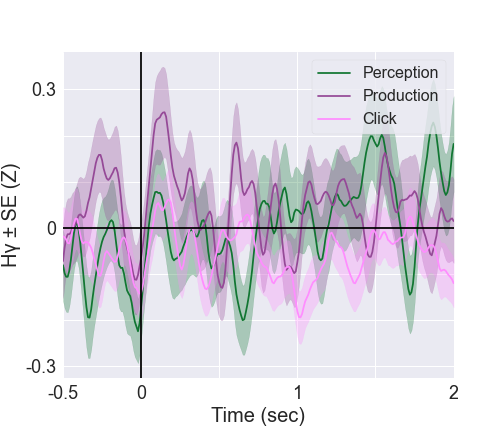 Perception
Production
Click
0.3
0
-0.3
Hγ ± SE (Z)
-0.5
0
1
2
Time (sec)